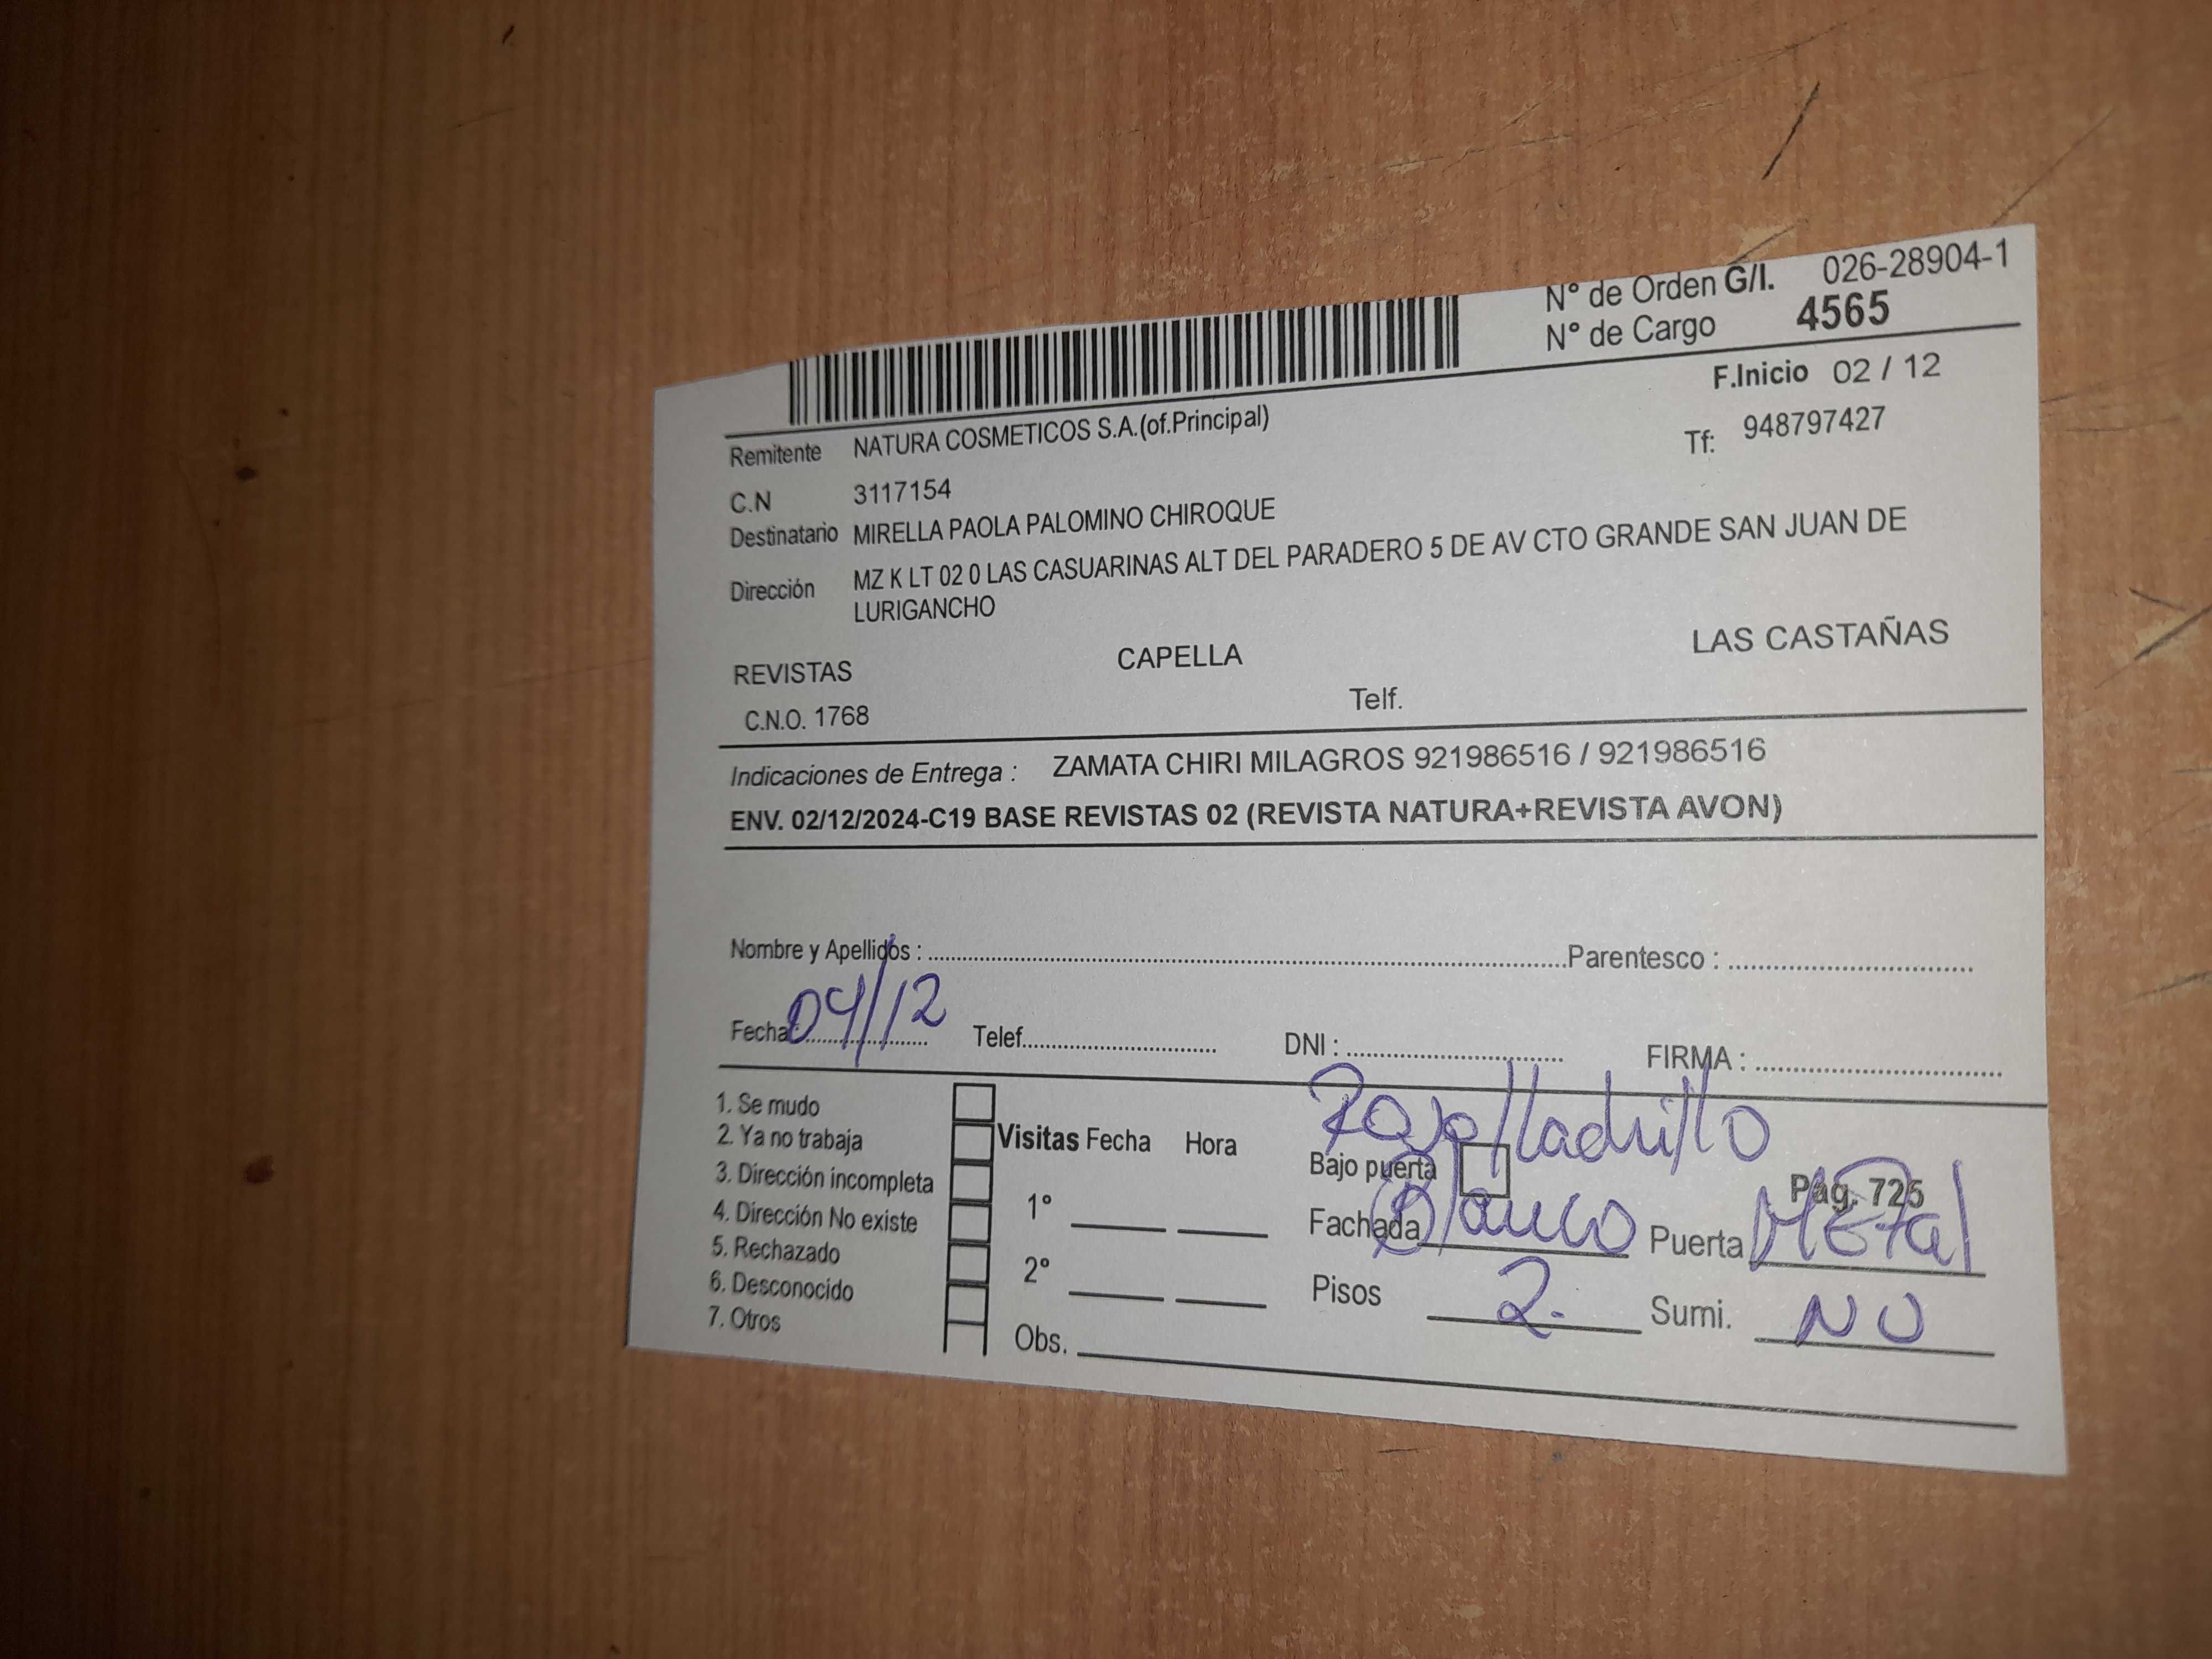 N° de Orden G/I. 026-28904-1
N° de Cargo 4565
F.Inicio 02 / 12
Remitente NATURA COSMETICOS S.A.(of.Principal)
Tf: 948797427
C.N 3117154
Destinatario MIRELLA PAOLA PALOMINO CHIROQUE
Dirección MZ K LT 02 0 LAS CASUARINAS ALT DEL PARADERO 5 DE AV CTO GRANDE SAN JUAN DE
LURIGANCHO
REVISTAS CAPELLA LAS CASTAÑAS
C.N.O. 1768 Telf.
Indicaciones de Entrega : ZAMATA CHIRI MILAGROS 921986516 / 921986516
ENV. 02/12/2024-C19 BASE REVISTAS 02 (REVISTA NATURA+REVISTA AVON)
Nombre y Apellidos : Parentesco :
Fecha: 04/12 Telef. DNI : FIRMA :
1. Se mudo
2. Ya no trabaja
3. Dirección incompleta
4. Dirección No existe
5. Rechazado
6. Desconocido
7. Otros
Visitas Fecha Hora
1°
2°
Obs.
Rojo/ladrillo
Bajo puerta Pág. 725
Fachada Blanco Puerta Metal
Pisos 2. Sumi. NO